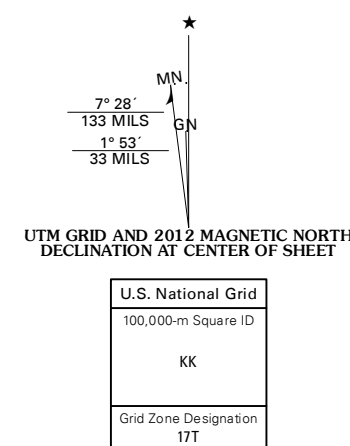 ★
MN.
7° 28´
133 MILS
GN
1° 53´
33 MILS
UTM GRID AND 2012 MAGNETIC NORTH
DECLINATION AT CENTER OF SHEET
U.S. National Grid
100,000-m Square ID
KK
Grid Zone Designation
17T